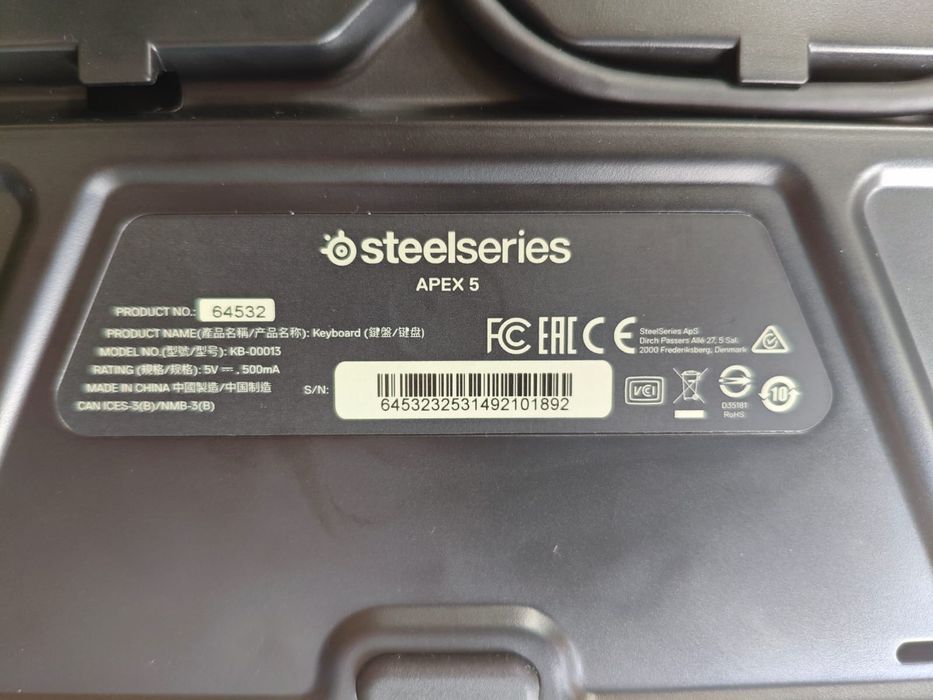 steelseries
APEX 5
PRODUCT NO.: 64532
PRODUCT NAME(產品名稱/产品名称): Keyboard (鍵盤/键盘)
MODEL NO.(型號/型号): KB-00013
RATING (規格/规格): 5V⎓, 500mA
MADE IN CHINA 中國製造/中国制造
CAN ICES-3(B)/NMB-3(B)
S/N:
6453232531492101892
FC EAC CE
SteelSeries ApS
Dirch Passers Allé 27, 5 Sal.
2000 Frederiksberg, Denmark
VCI
D35181
RoHS
10